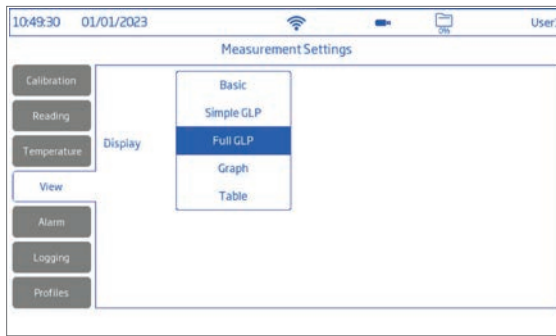 10:49:30 01/01/2023 0% User
Measurement Settings
Calibration
Reading
Temperature
View
Alarm
Logging
Profiles
Display
Basic
Simple GLP
Full GLP
Graph
Table